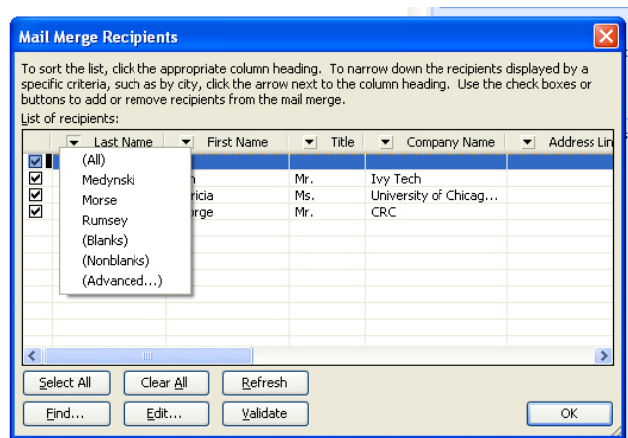 Mail Merge Recipients
To sort the list, click the appropriate column heading. To narrow down the recipients displayed by a
specific criteria, such as by city, click the arrow next to the column heading. Use the check boxes or
buttons to add or remove recipients from the mail merge.
List of recipients:
Last Name First Name Title Company Name Address Lin
(All)
Medynski Mr. Ivy Tech
Morse ricia Ms. University of Chicag...
Rumsey orge Mr. CRC
(Blanks)
(Nonblanks)
(Advanced...)
Select All Clear All Refresh
Find... Edit... Validate OK